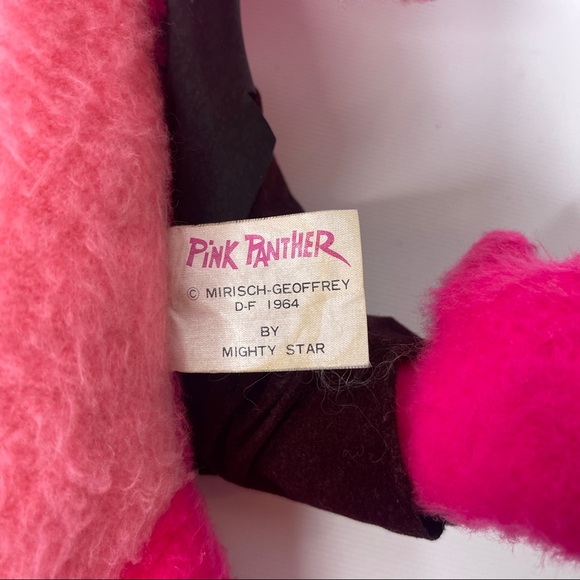 PINK PANTHER
© MIRISCH-GEOFFREY
D-F 1964
BY
MIGHTY STAR